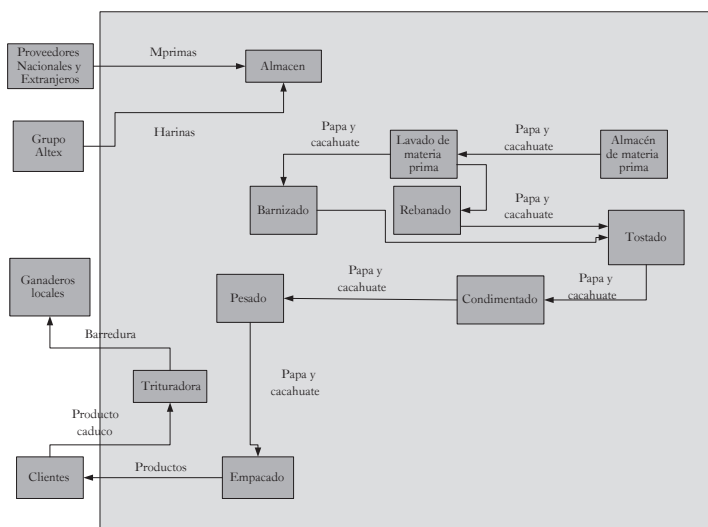 Proveedores
Nacionales y
Extranjeros
Mprimas
Almacen
Grupo
Altex
Harinas
Papa y
cacahuate
Lavado de
materia
prima
Papa y
cacahuate
Almacén
de materia
prima
Barnizado
Rebanado
Papa y
cacahuate
Tostado
Ganaderos
locales
Pesado
Papa y
cacahuate
Condimentado
Papa y
cacahuate
Barredura
Trituradora
Papa y
cacahuate
Producto
caduco
Clientes
Productos
Empacado